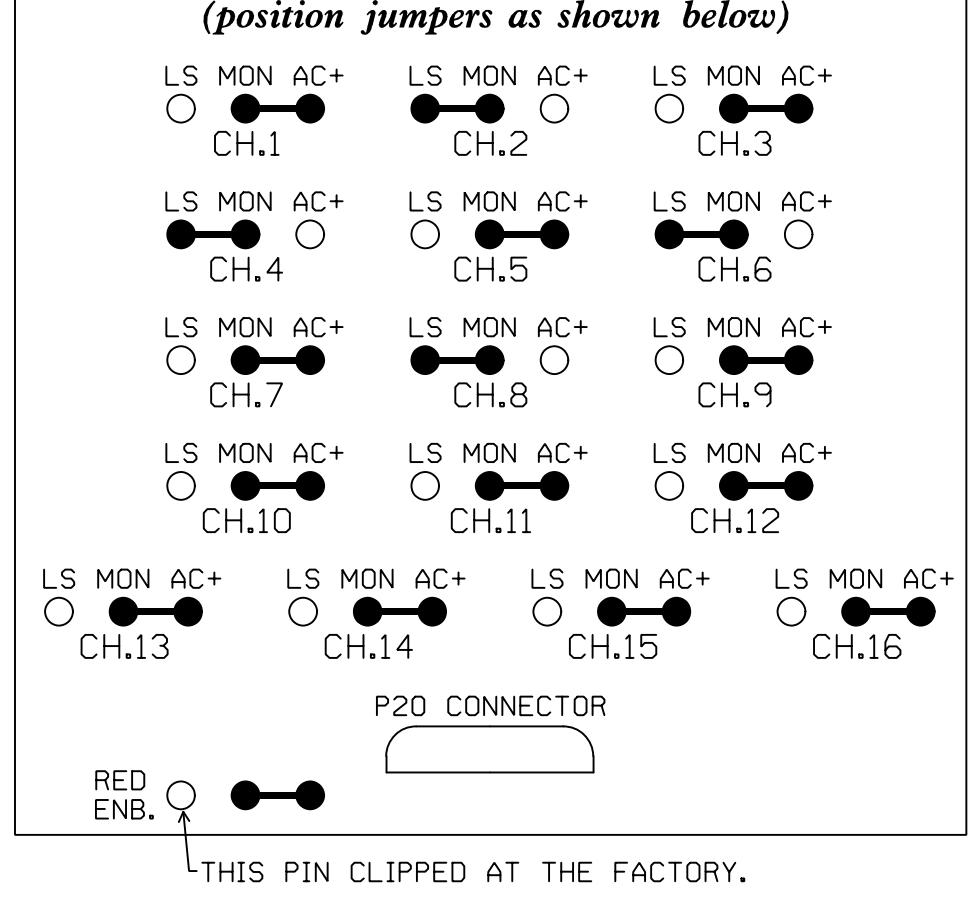 (position jumpers as shown below)
LS MON AC+ LS MON AC+ LS MON AC+
CH.1 CH.2 CH.3
LS MON AC+ LS MON AC+ LS MON AC+
CH.4 CH.5 CH.6
LS MON AC+ LS MON AC+ LS MON AC+
CH.7 CH.8 CH.9
LS MON AC+ LS MON AC+ LS MON AC+
CH.10 CH.11 CH.12
LS MON AC+ LS MON AC+ LS MON AC+ LS MON AC+
CH.13 CH.14 CH.15 CH.16
P20 CONNECTOR
RED
ENB.
THIS PIN CLIPPED AT THE FACTORY.